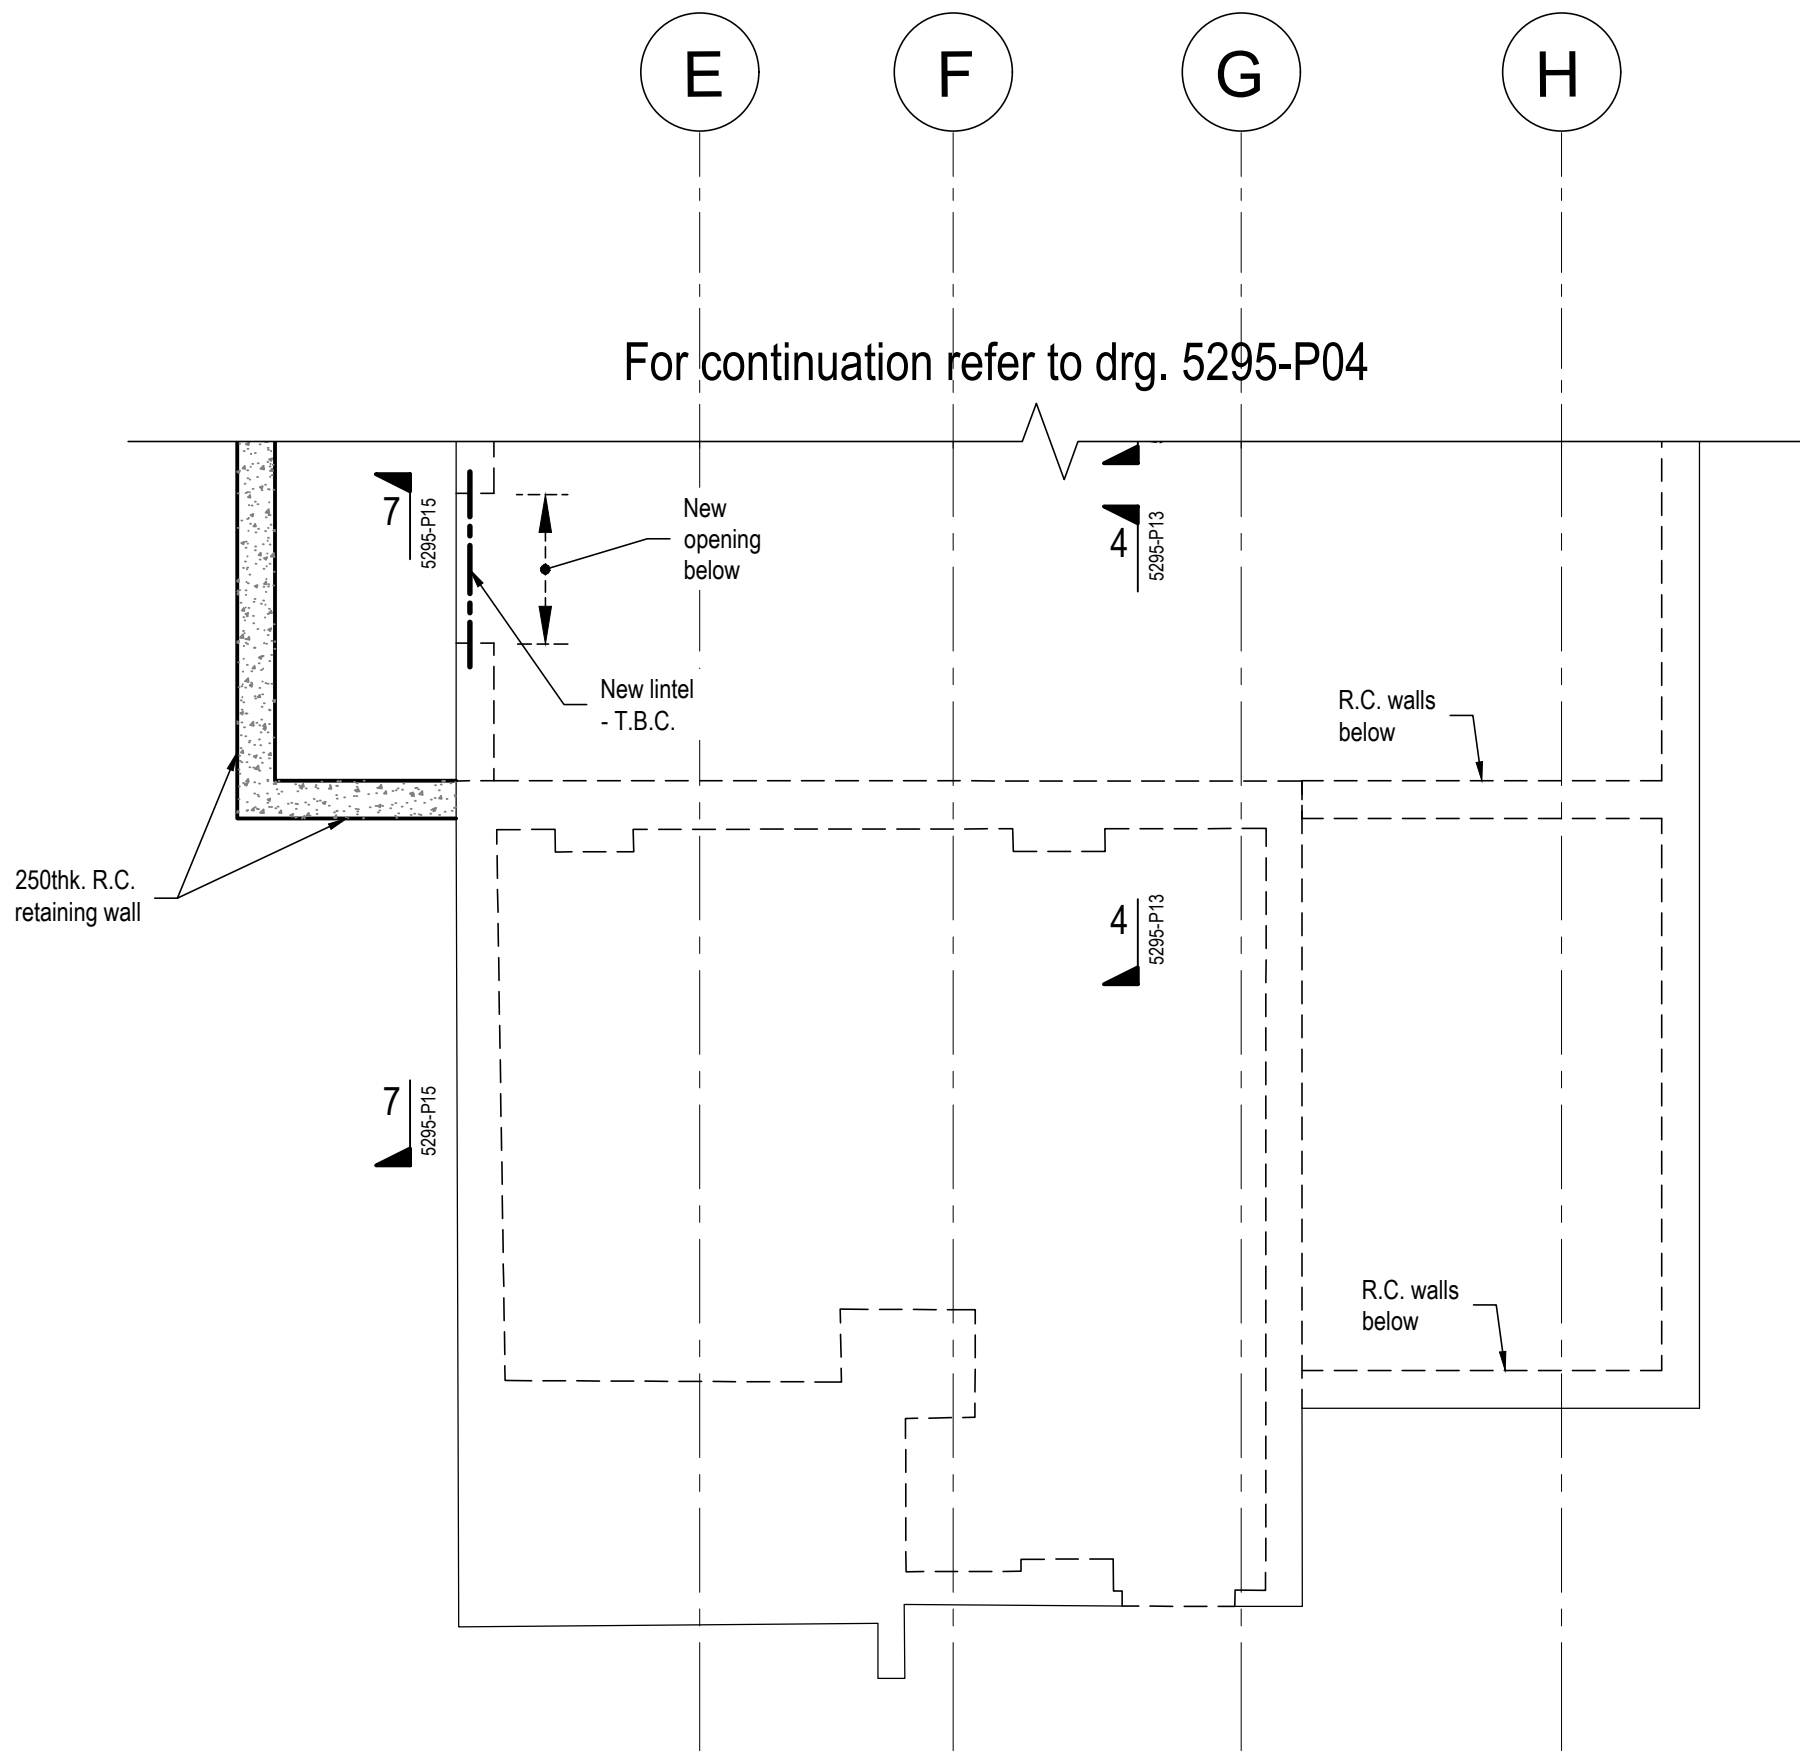 E
F
G
H
For continuation refer to drg. 5295-P04
7
5295-P15
New
opening
below
4
5295-P13
New lintel
- T.B.C.
R.C. walls
below
250thk. R.C.
retaining wall
4
5295-P13
7
5295-P15
R.C. walls
below